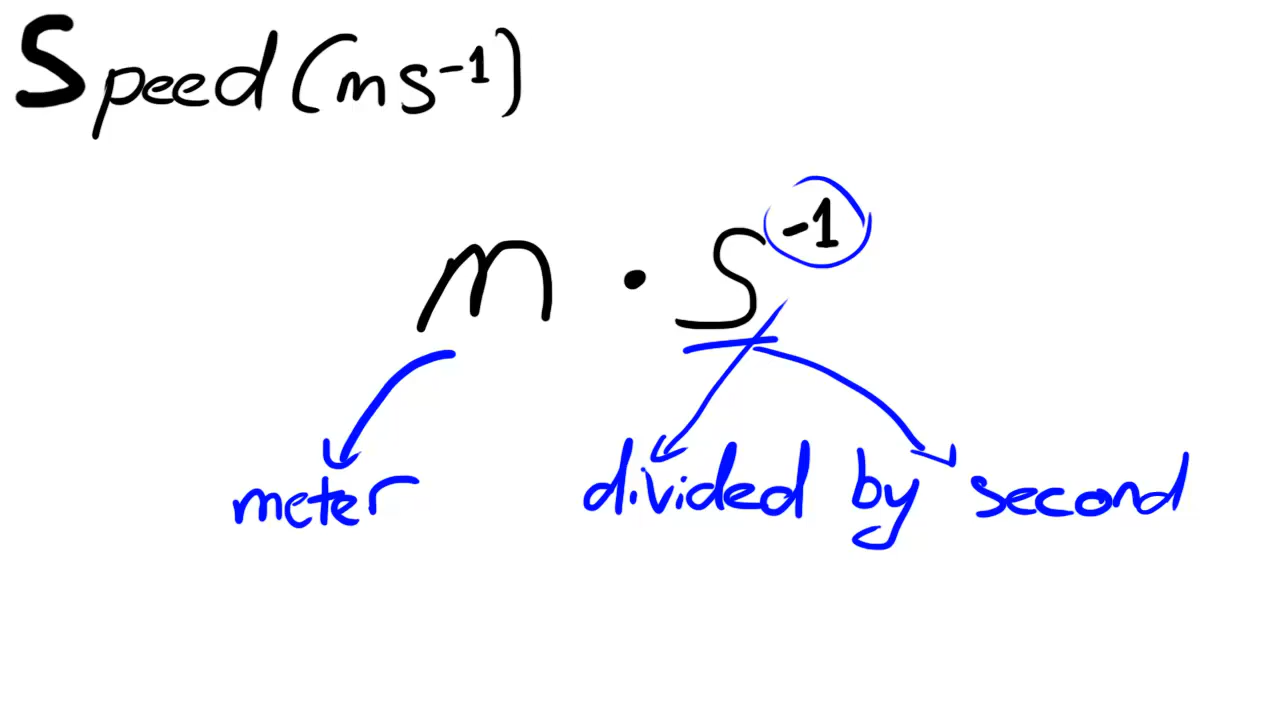 Speed (ms⁻¹)
m · s⁻¹
meter divided by second